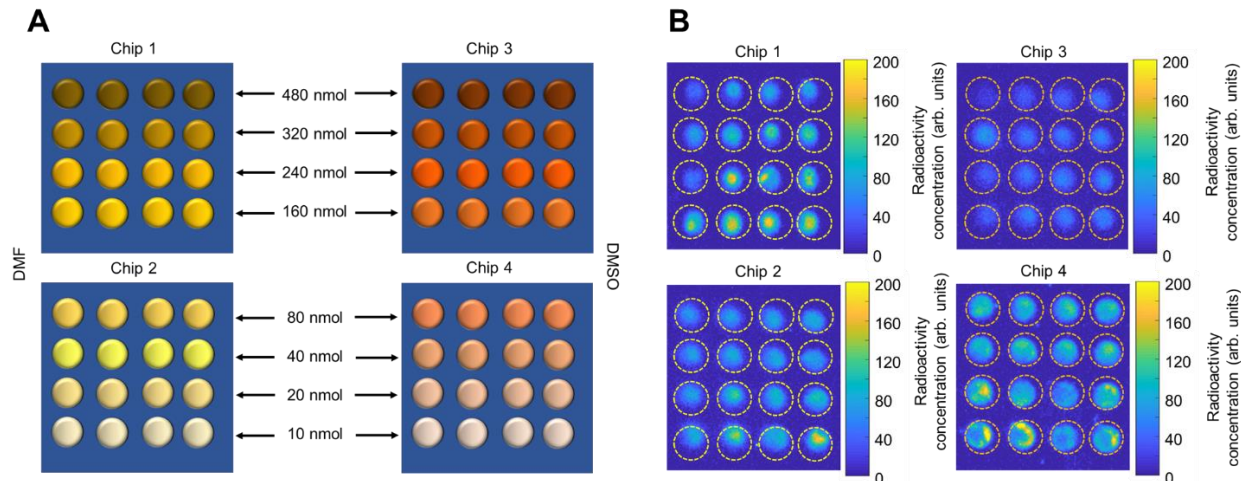 A
Chip 1
Chip 3
480 nmol
320 nmol
240 nmol
160 nmol
DMF
DMSO
Chip 2
Chip 4
80 nmol
40 nmol
20 nmol
10 nmol
B
Chip 1
200
160
120
80
40
0
Radioactivity
concentration (arb. units)
Chip 3
200
160
120
80
40
0
Radioactivity
concentration (arb. units)
Chip 2
200
160
120
80
40
0
Radioactivity
concentration (arb. units)
Chip 4
200
160
120
80
40
0
Radioactivity
concentration (arb. units)